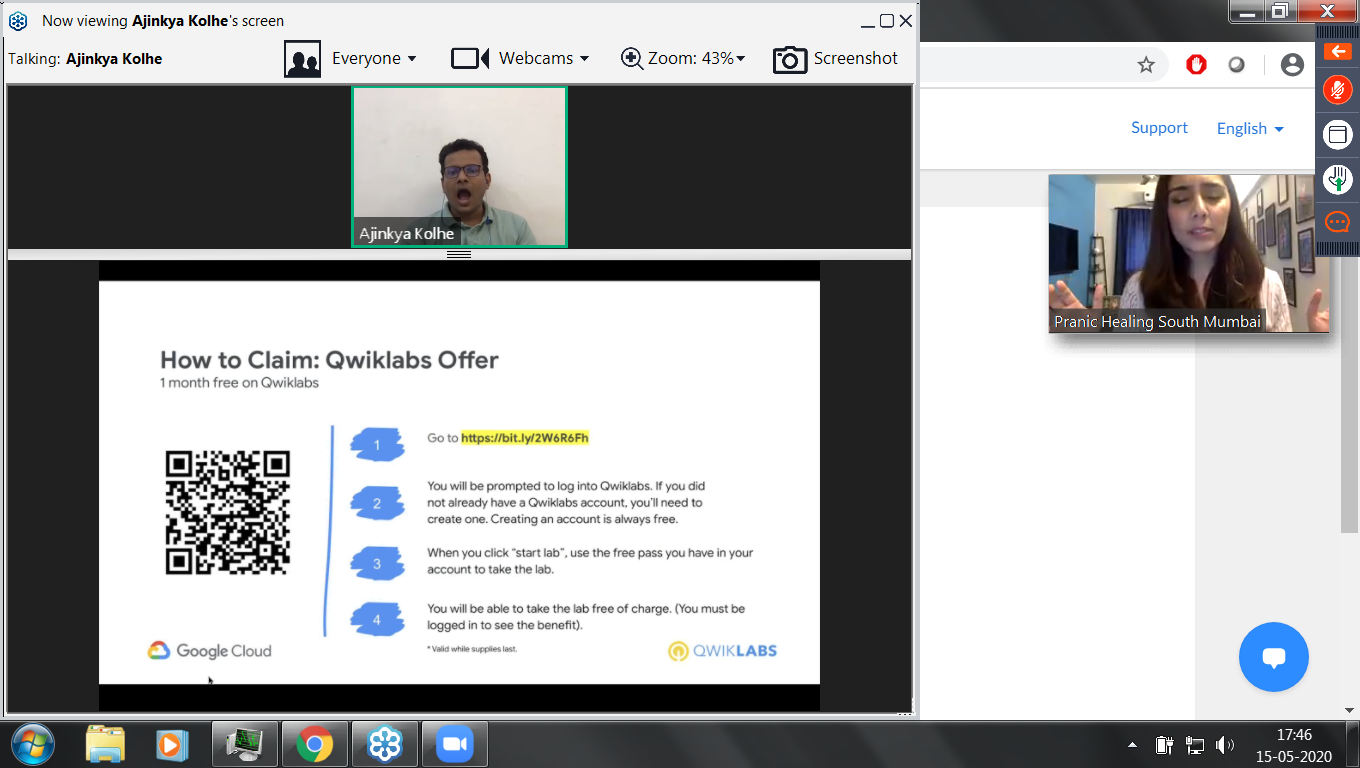 Now viewing Ajinkya Kolhe's screen
Talking: Ajinkya Kolhe
Everyone
Webcams
Zoom: 43%
Screenshot
Ajinkya Kolhe
Support
English
Pranic Healing South Mumbai
How to Claim: Qwiklabs Offer
1 month free on Qwiklabs
1
Go to https://bit.ly/2W6R6Fh
2
You will be prompted to log into Qwiklabs. If you did
not already have a Qwiklabs account, you'll need to
create one. Creating an account is always free.
3
When you click “start lab”, use the free pass you have in your
account to take the lab.
4
You will be able to take the lab free of charge. (You must be
logged in to see the benefit).
* Valid while supplies last.
Google Cloud
QWIKLABS
17:46
15-05-2020